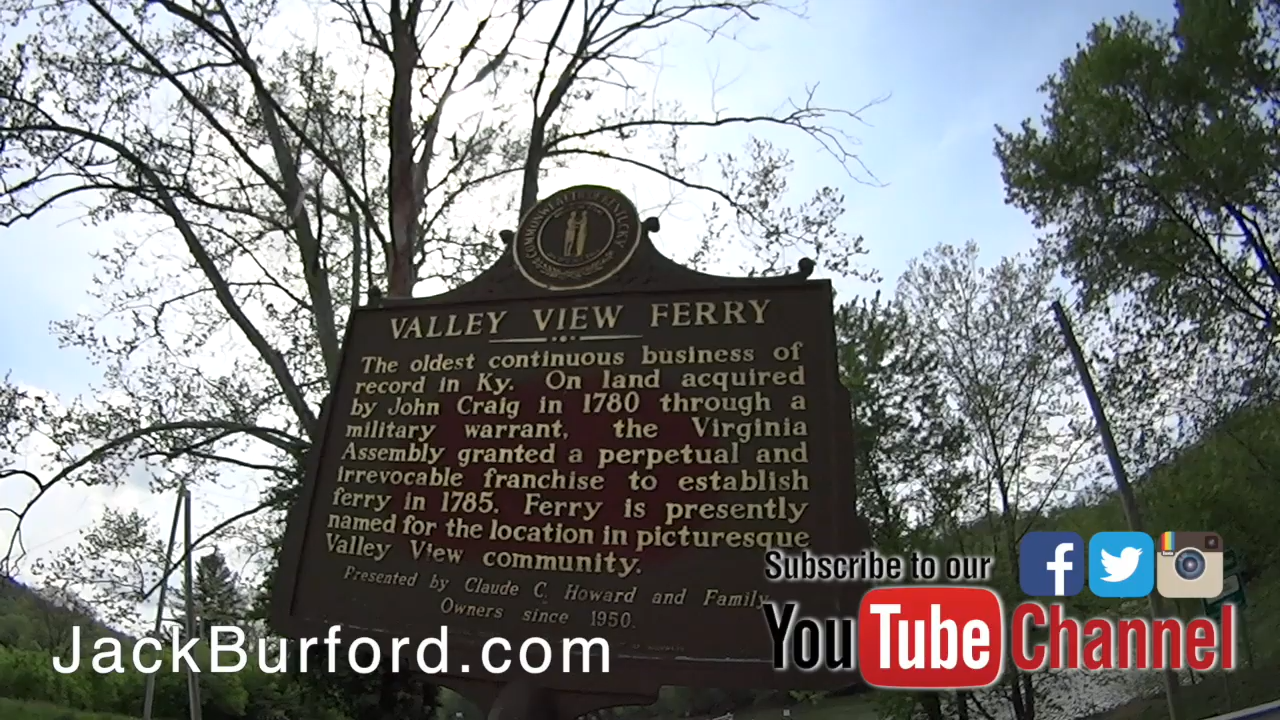 COMMONWEALTH OF KENTUCKY
VALLEY VIEW FERRY
The oldest continuous business of
record in Ky. On land acquired
by John Craig in 1780 through a
military warrant, the Virginia
Assembly granted a perpetual and
irrevocable franchise to establish
ferry in 1785. Ferry is presently
named for the location in picturesque
Valley View community.
Presented by Claude C. Howard and Family
Owners since 1950.
Subscribe to our
YouTube Channel
JackBurford.com